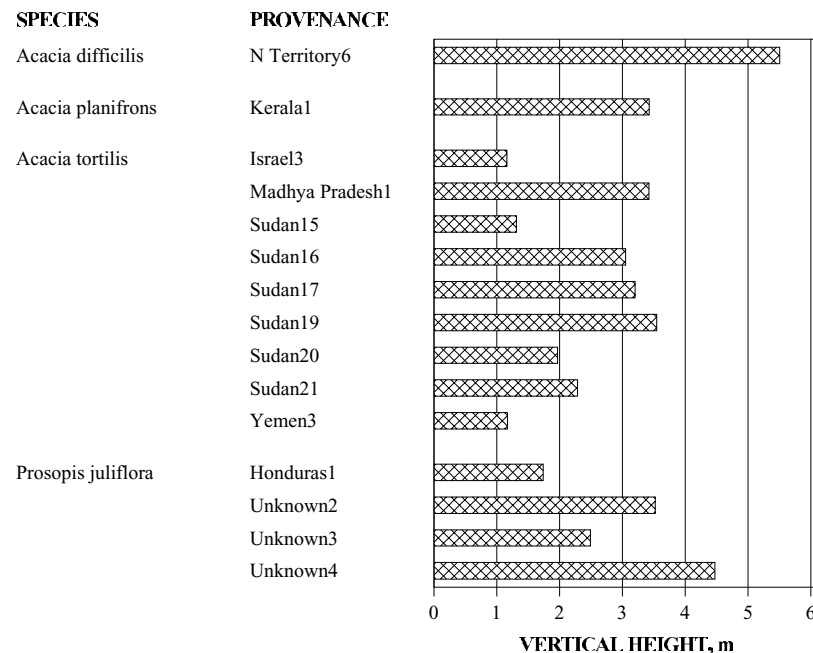 SPECIES PROVENANCE
Acacia difficilis N Territory6
Acacia planifrons Kerala1
Acacia tortilis Israel3
Madhya Pradesh1
Sudan15
Sudan16
Sudan17
Sudan19
Sudan20
Sudan21
Yemen3
Prosopis juliflora Honduras1
Unknown2
Unknown3
Unknown4
0 1 2 3 4 5 6
VERTICAL HEIGHT, m